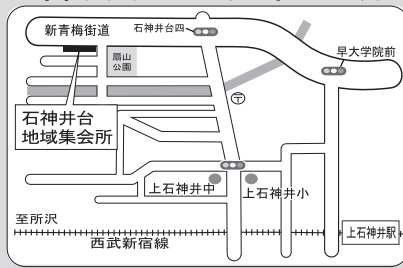 新青梅街道
石神井台四
早大学院前
扇山
公園
〒
石神井台
地域集会所
上石神井中
上石神井小
至所沢
西武新宿線
上石神井駅